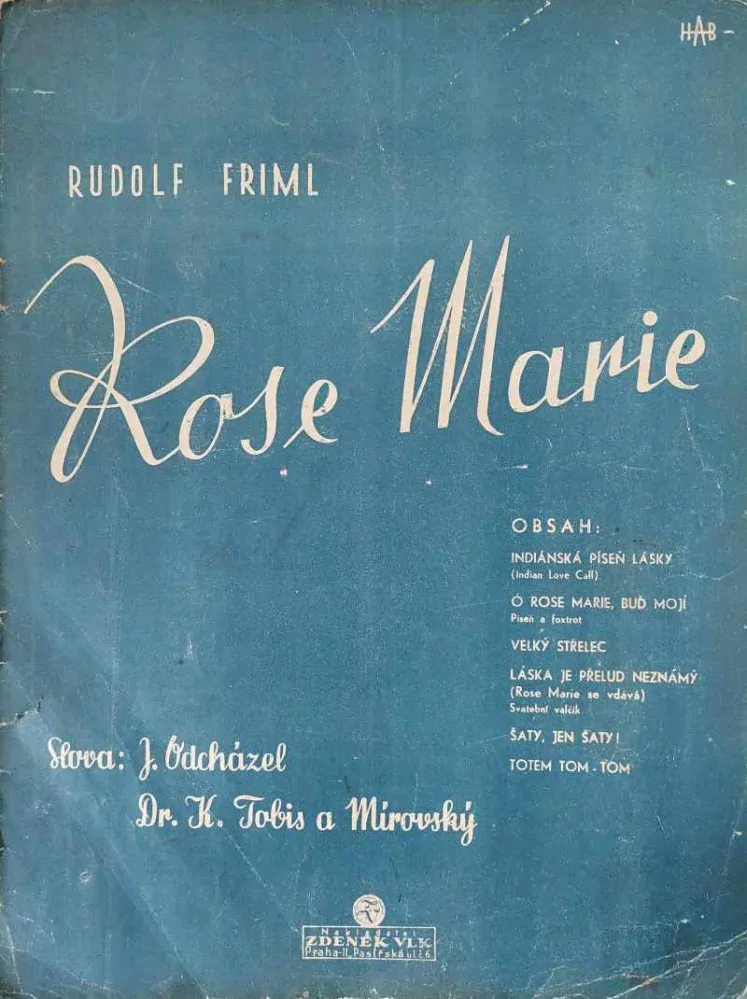 HAB
RUDOLF FRIML
Rose Marie
OBSAH:
INDIÁNSKÁ PÍSEŇ LÁSKY
(Indian Love Call)
Ó ROSE MARIE, BUĎ MOJÍ
Píseň a foxtrot
VELKÝ STŘELEC
LÁSKA JE PŘELUD NEZNÁMÝ
(Rose Marie se vdává)
Svatební valčík
ŠATY, JEN ŠATY!
TOTEM TOM-TOM
Slova: J. Odcházel
Dr. K. Tobis a Mírovský
Nakladatel
ZDENĚK VLK
Praha-II, Pasířská ul. 6